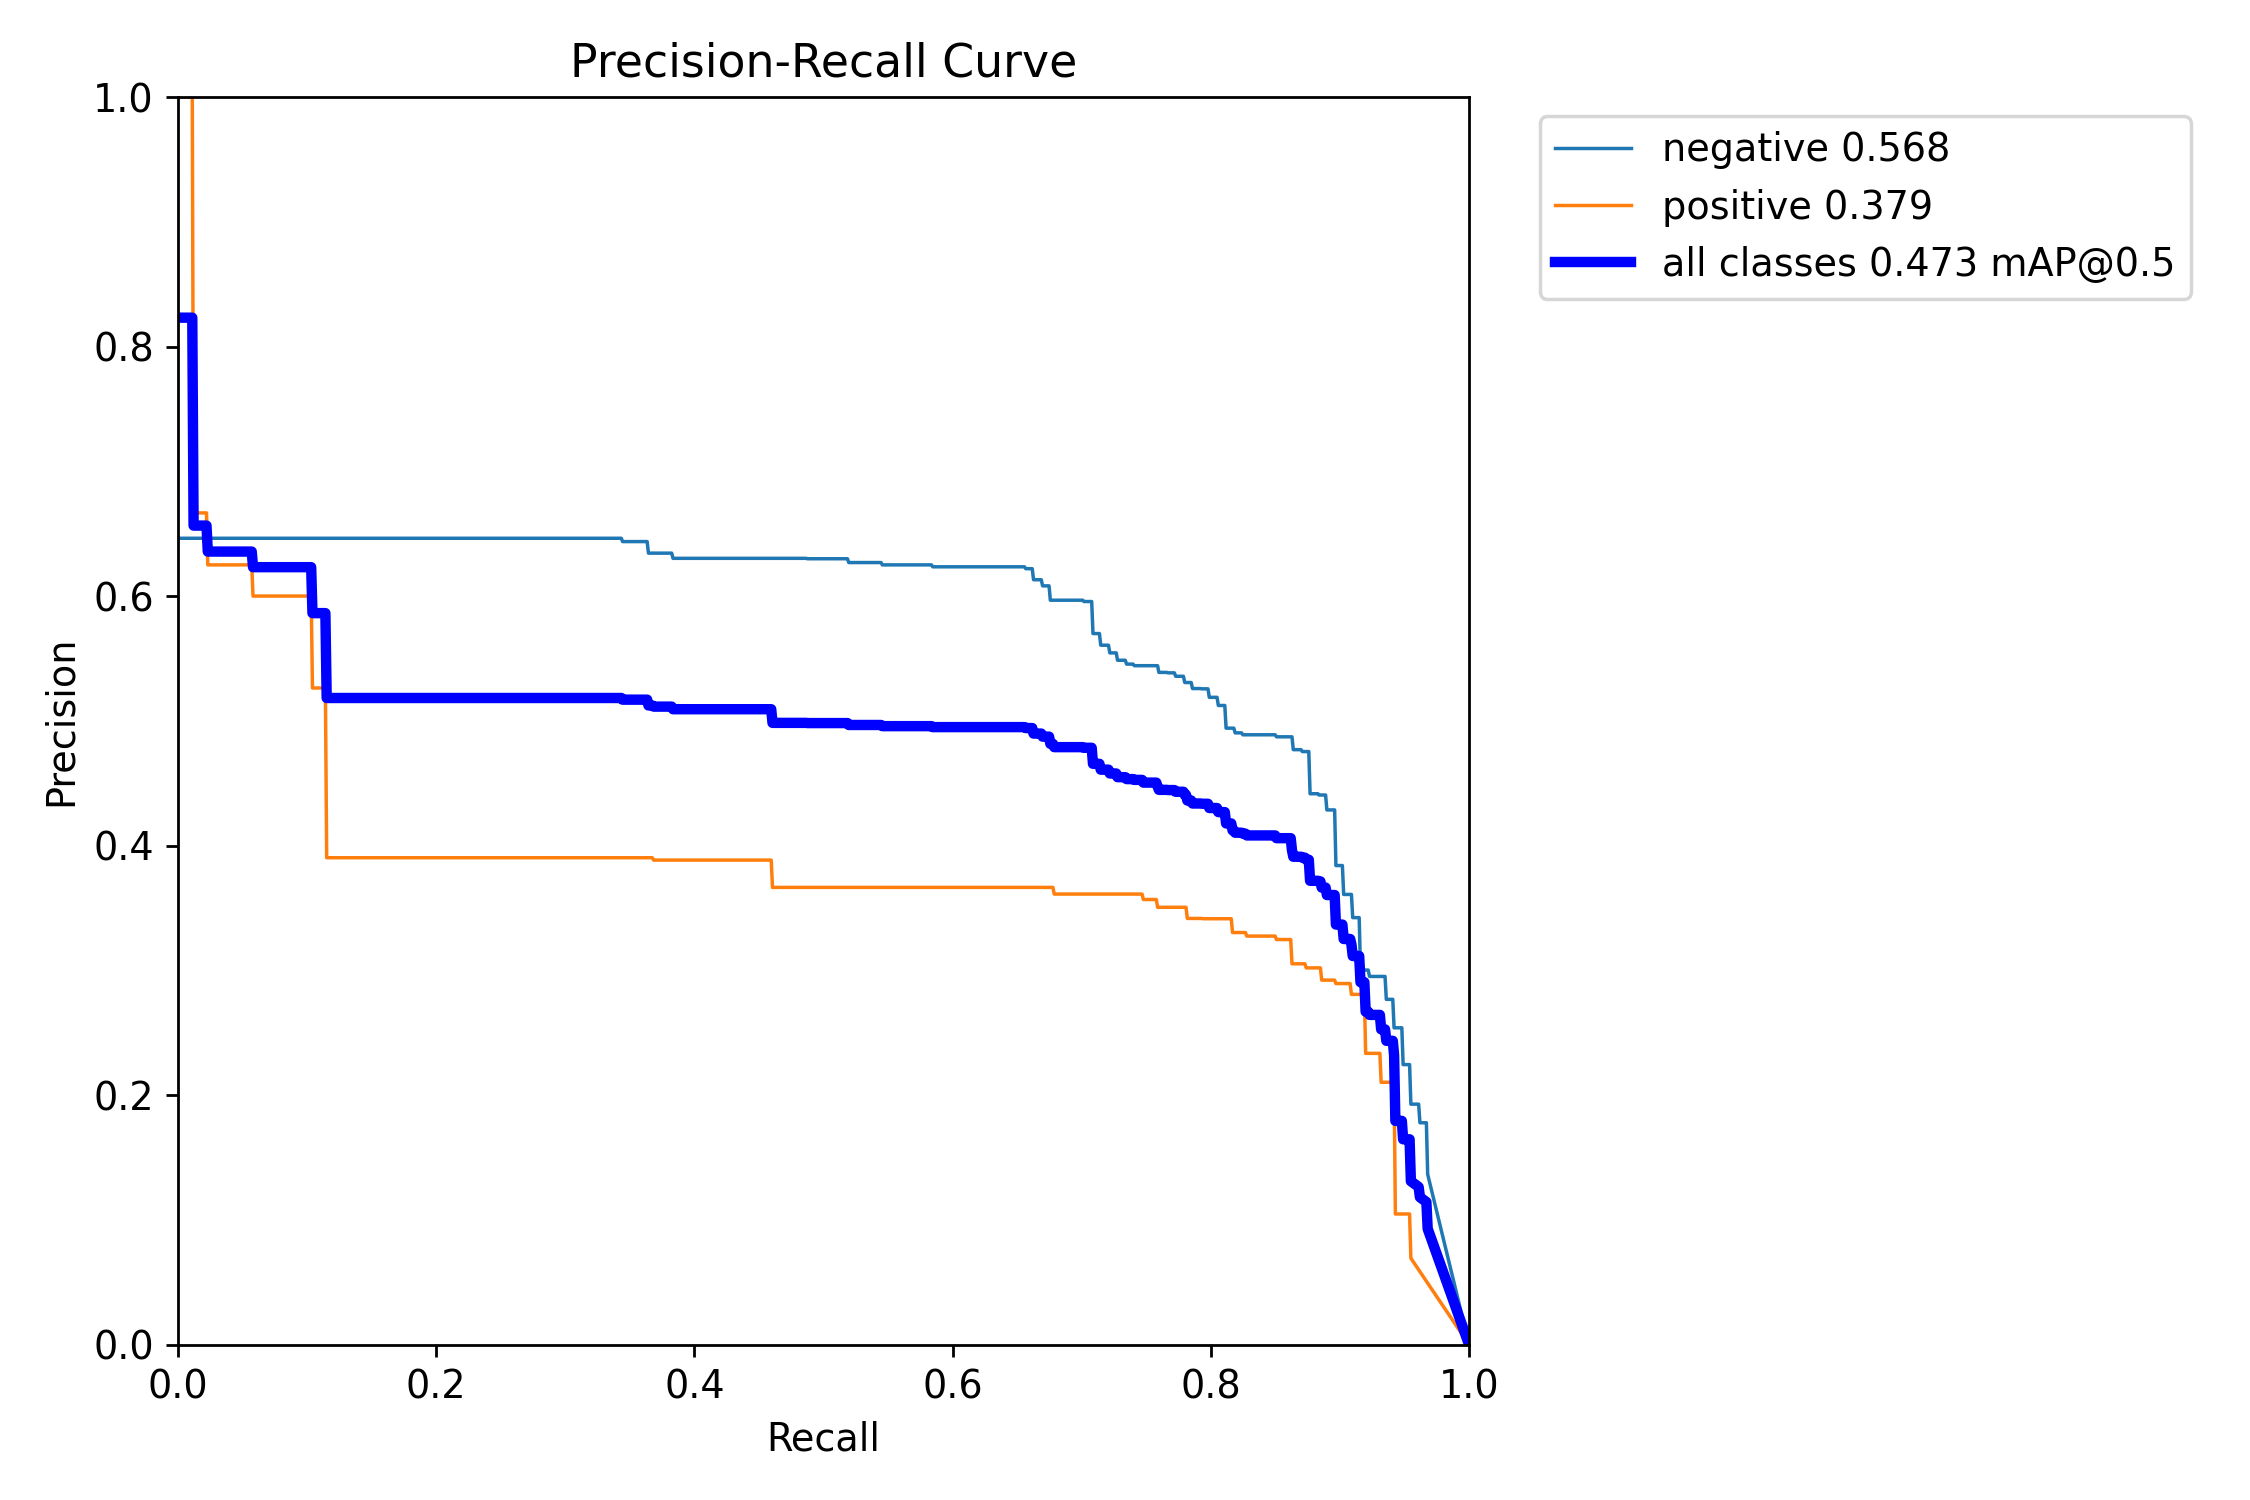 Precision-Recall Curve
1.0
0.8
0.6
0.4
0.2
0.0
Precision
0.0 0.2 0.4 0.6 0.8 1.0
Recall
negative 0.568
positive 0.379
all classes 0.473 mAP@0.5